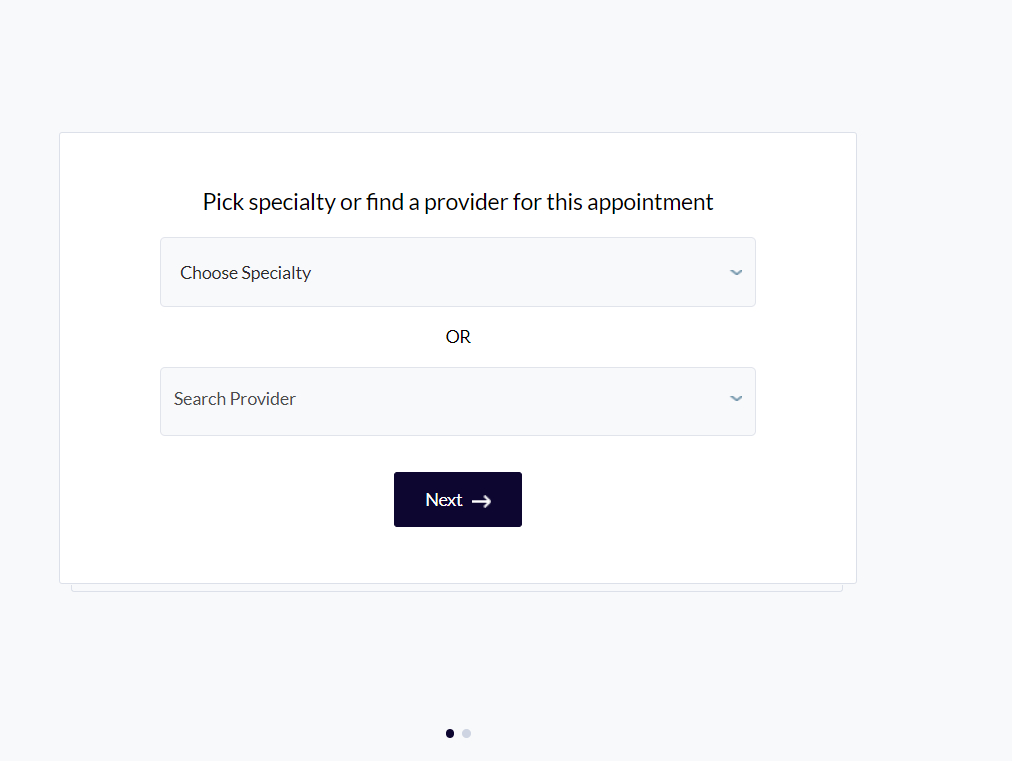 Pick specialty or find a provider for this appointment
Choose Specialty
OR
Search Provider
Next →